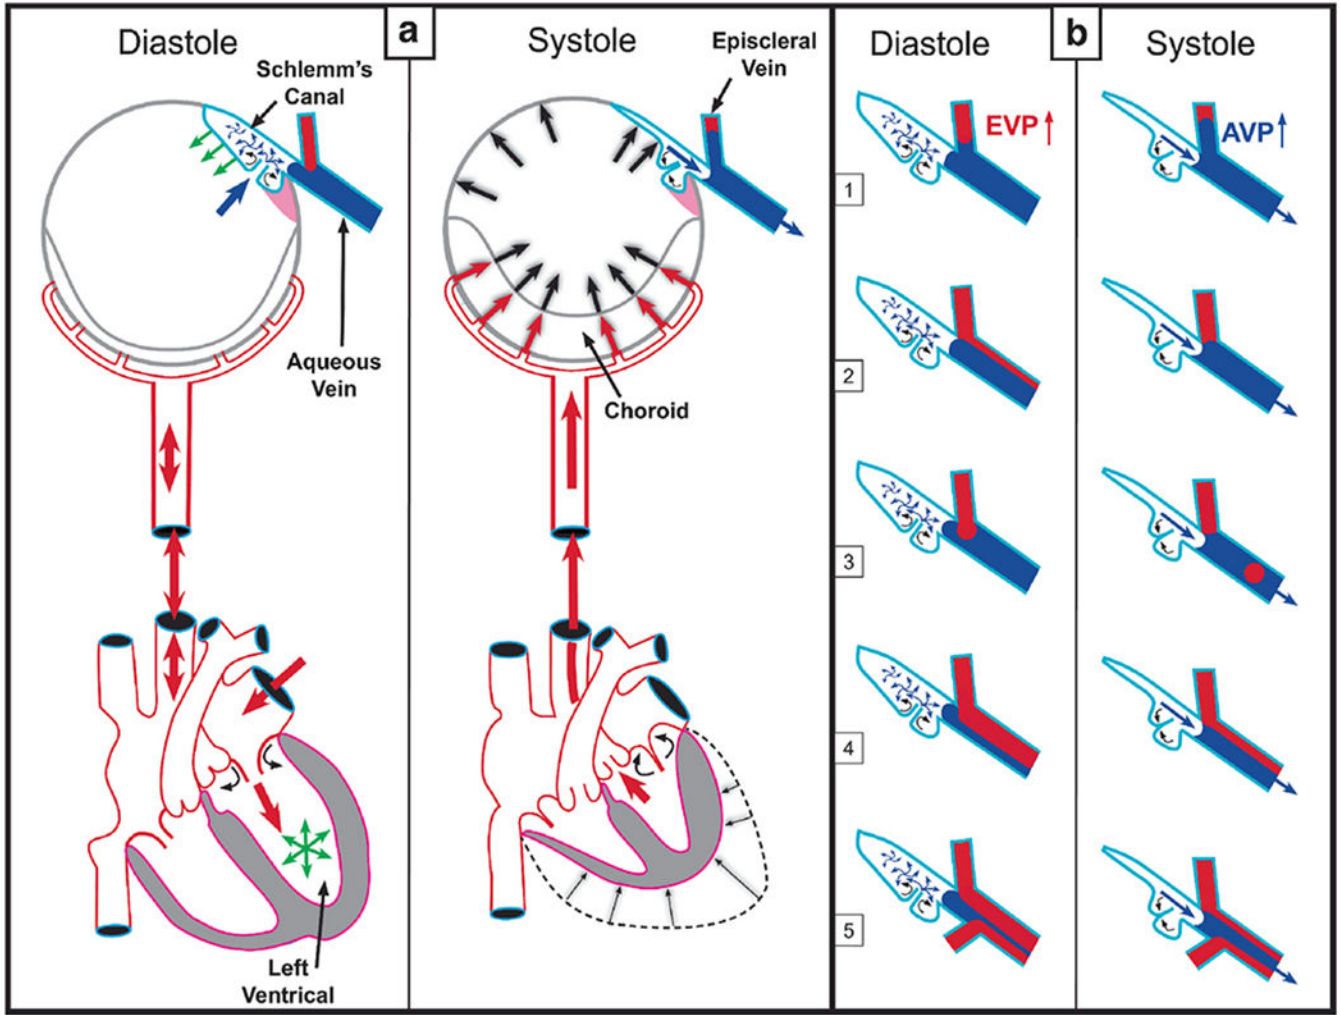 Diastole
a
Systole
Schlemm's
Canal
Episcleral
Vein
Aqueous
Vein
Choroid
Left
Ventrical
Diastole
b
Systole
EVP
AVP
1
2
3
4
5